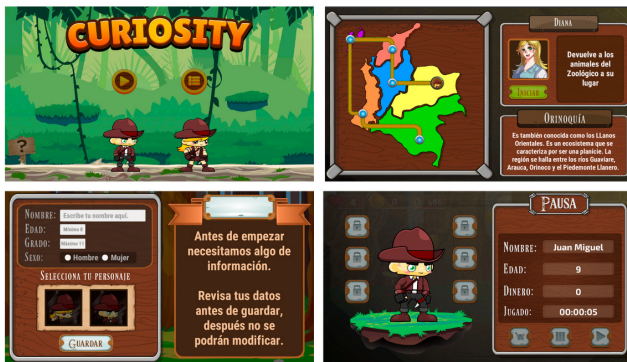 CURIOSITY
?
DIANA
Devuelve a los
animales del
Zoológico a su
lugar
INICIAR
ORINOQUÍA
Es también conocida como los LLanos
Orientales. Es un ecosistema que se
caracteriza por ser una planicie. La
región se halla entre los ríos Guaviare,
Arauca, Orinoco y el Piedemonte Llanero.
NOMBRE: Escribe tu nombre aquí.
EDAD: Mínimo 6
GRADO: Máximo 11
SEXO: Hombre Mujer
SELECCIONA TU PERSONAJE
GUARDAR
Antes de empezar
necesitamos algo de
información.
Revisa tus datos
antes de guardar,
después no se
podrán modificar.
PAUSA
NOMBRE: Juan Miguel
EDAD: 9
DINERO: 0
JUGADO: 00:00:05